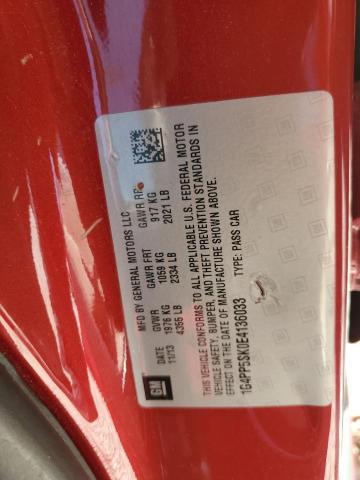 GM
MFD BY GENERAL MOTORS LLC
DATE GVWR GAWR FRT GAWR RR
11/13 1976 KG 1059 KG 917 KG
4355 LB 2334 LB 2021 LB
THIS VEHICLE CONFORMS TO ALL APPLICABLE U.S. FEDERAL MOTOR
VEHICLE SAFETY, BUMPER, AND THEFT PREVENTION STANDARDS IN
EFFECT ON THE DATE OF MANUFACTURE SHOWN ABOVE.
1G4PP5SK0E4136033 TYPE: PASS CAR